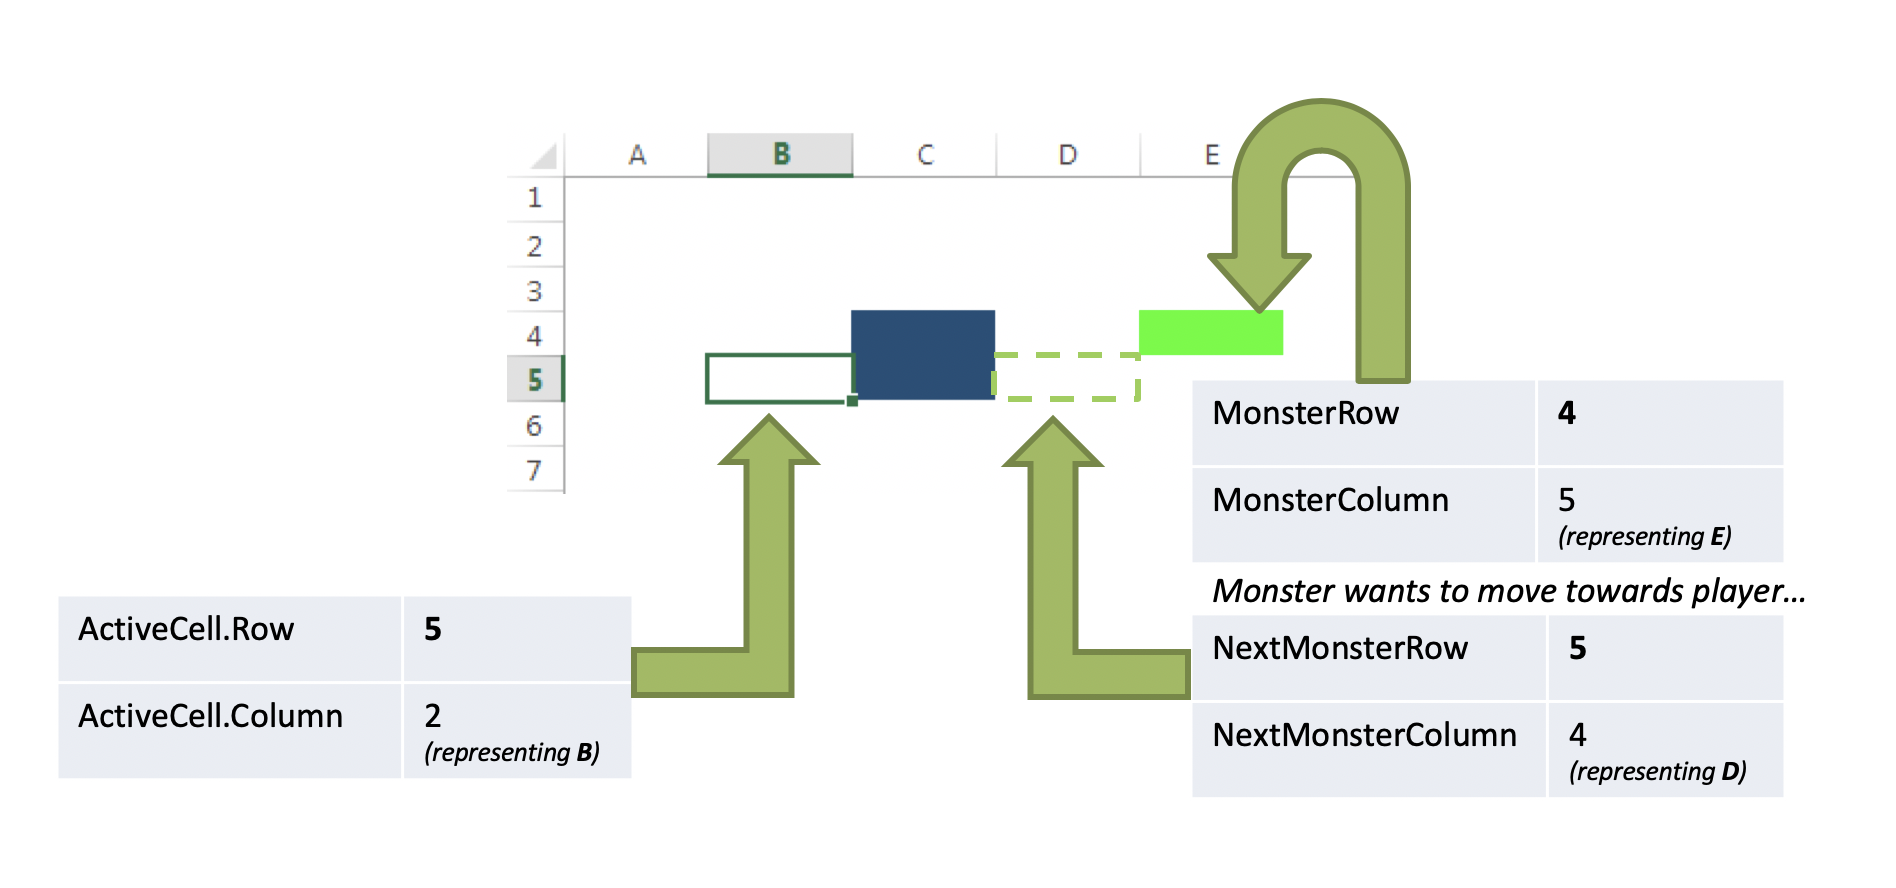 A B C D E
1
2
3
4
5
6
7
MonsterRow 4
MonsterColumn 5
(representing E)
Monster wants to move towards player...
NextMonsterRow 5
NextMonsterColumn 4
(representing D)
ActiveCell.Row 5
ActiveCell.Column 2
(representing B)